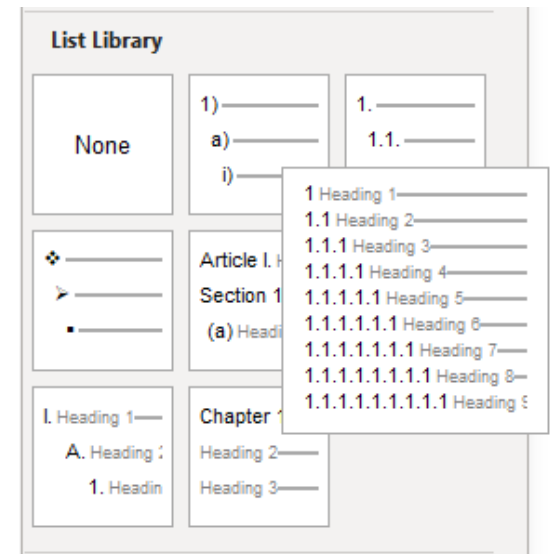 List Library
None
1)
a)
i)
1.
1.1.
1 Heading 1
1.1 Heading 2
1.1.1 Heading 3
1.1.1.1 Heading 4
1.1.1.1.1 Heading 5
1.1.1.1.1.1 Heading 6
1.1.1.1.1.1.1 Heading 7
1.1.1.1.1.1.1.1 Heading 8
1.1.1.1.1.1.1.1.1 Heading 9
Article I.
Section 1
(a) Headi
I. Heading 1
A. Heading 2
1. Headin
Chapter 1
Heading 2
Heading 3